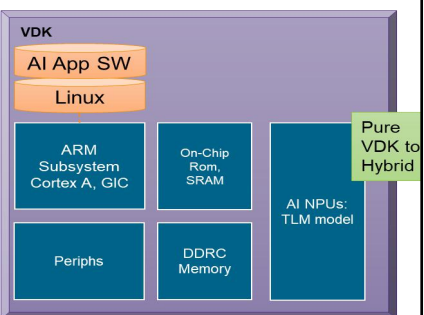 VDK
AI App SW
Linux
ARM
Subsystem
Cortex A, GIC
On-Chip
Rom,
SRAM
AI NPUs:
TLM model
Pure
VDK to
Hybrid
Periphs
DDRC
Memory